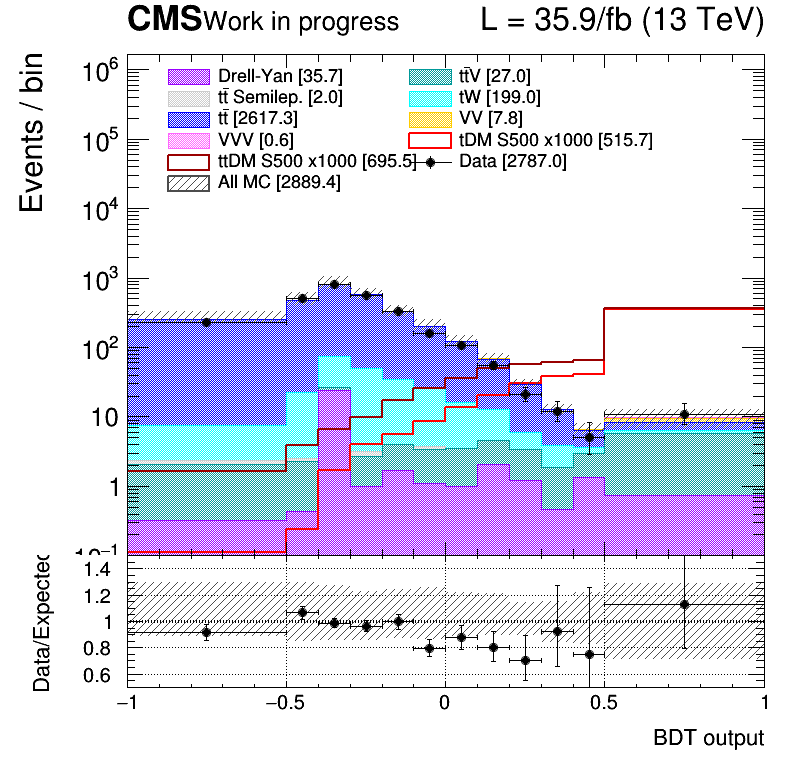 CMS Work in progress L = 35.9/fb (13 TeV)
Events / bin
10⁶
10⁵
10⁴
10³
10²
10
1
10⁻¹
Drell-Yan [35.7] tt̄V [27.0]
tt̄ Semilep. [2.0] tW [199.0]
tt̄ [2617.3] VV [7.8]
VVV [0.6] tDM S500 x1000 [515.7]
ttDM S500 x1000 [695.5] Data [2787.0]
All MC [2889.4]
Data/Expected
1.4
1.2
1
0.8
0.6
−1 −0.5 0 0.5 1
BDT output